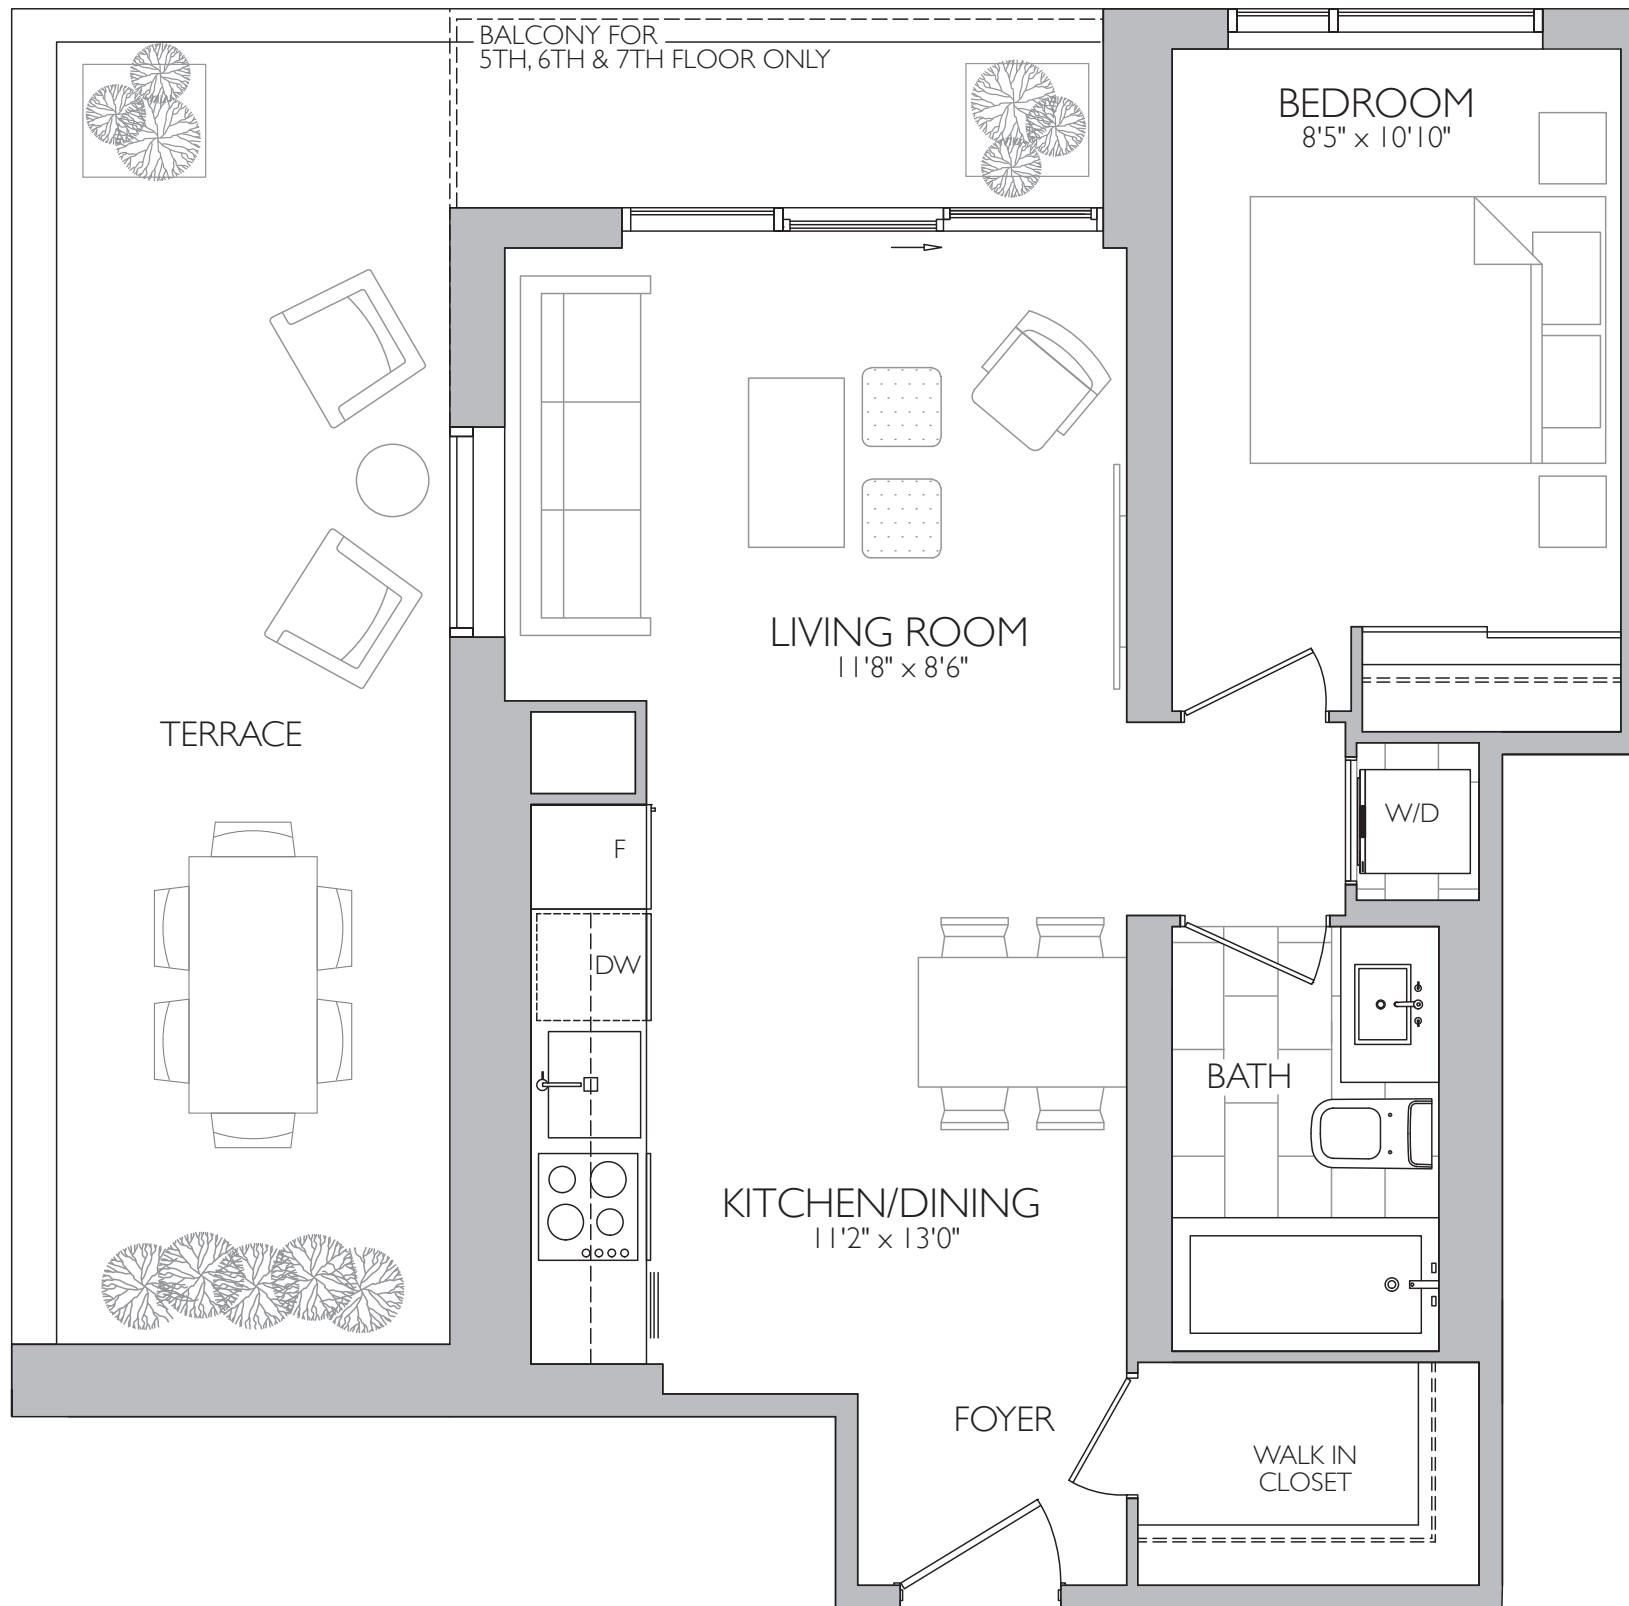 BALCONY FOR
5TH, 6TH & 7TH FLOOR ONLY
BEDROOM
8'5" x 10'10"
LIVING ROOM
11'8" x 8'6"
TERRACE
W/D
F
DW
BATH
KITCHEN/DINING
11'2" x 13'0"
FOYER
WALK IN
CLOSET